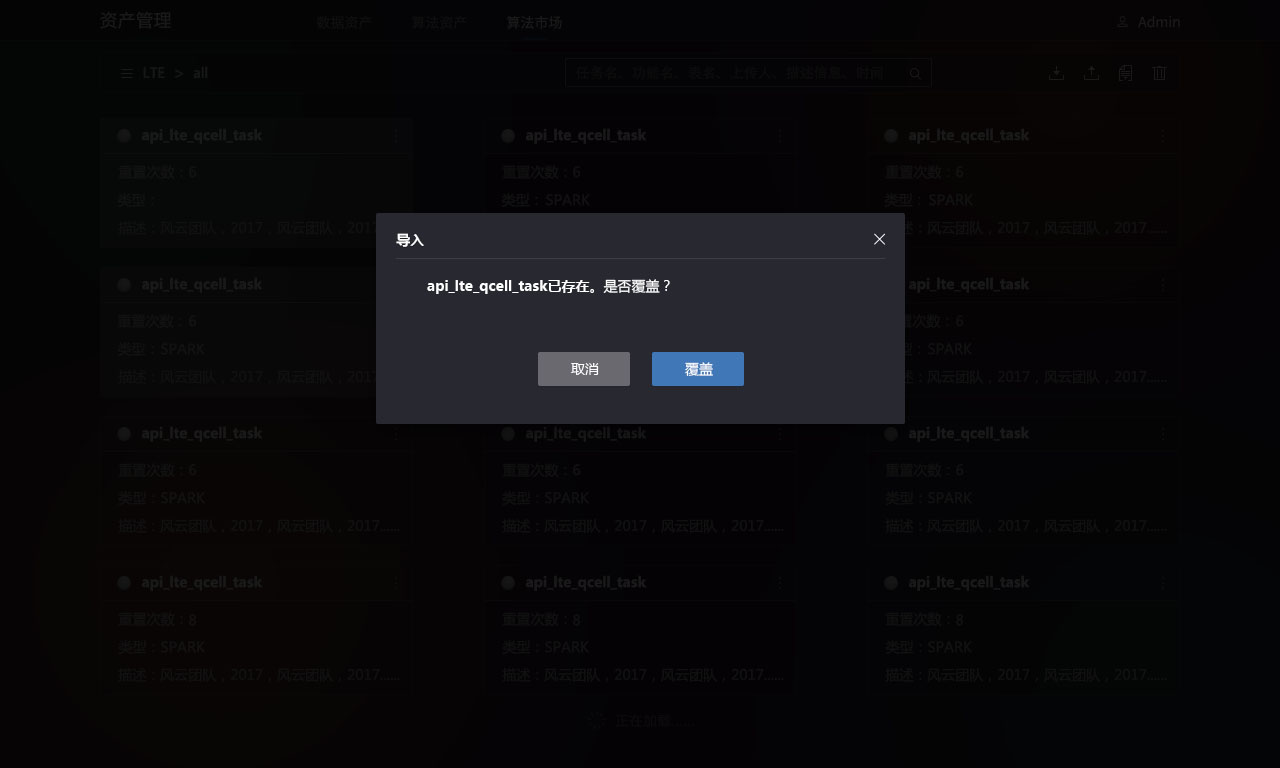 资产管理 数据资产 算法资产 算法市场 Admin
LTE > all 任务名、功能名、表名、上传人、描述信息、时间
api_lte_qcell_task api_lte_qcell_task api_lte_qcell_task
重置次数：6 重置次数：6 重置次数：6
类型： 类型：SPARK 类型：SPARK
描述：风云团队，2017，风云团队，201 描述：风云团队，2017，风云团队，2017......
导入
api_lte_qcell_task已存在。是否覆盖？
取消 覆盖
api_lte_qcell_task api_lte_qcell_task
重置次数：6 置次数：6
类型：SPARK ：SPARK
描述：风云团队，2017，风云团队，2017 述：风云团队，2017，风云团队，2017......
api_lte_qcell_task api_lte_qcell_task api_lte_qcell_task
重置次数：6 重置次数：6 重置次数：6
类型：SPARK 类型：SPARK 类型：SPARK
描述：风云团队，2017，风云团队，2017...... 描述：风云团队，2017，风云团队，2017...... 描述：风云团队，2017，风云团队，2017......
api_lte_qcell_task api_lte_qcell_task api_lte_qcell_task
重置次数：8 重置次数：8 重置次数：8
类型：SPARK 类型：SPARK 类型：SPARK
描述：风云团队，2017，风云团队，2017...... 描述：风云团队，2017，风云团队，2017...... 描述：风云团队，2017，风云团队，2017......
正在加载......